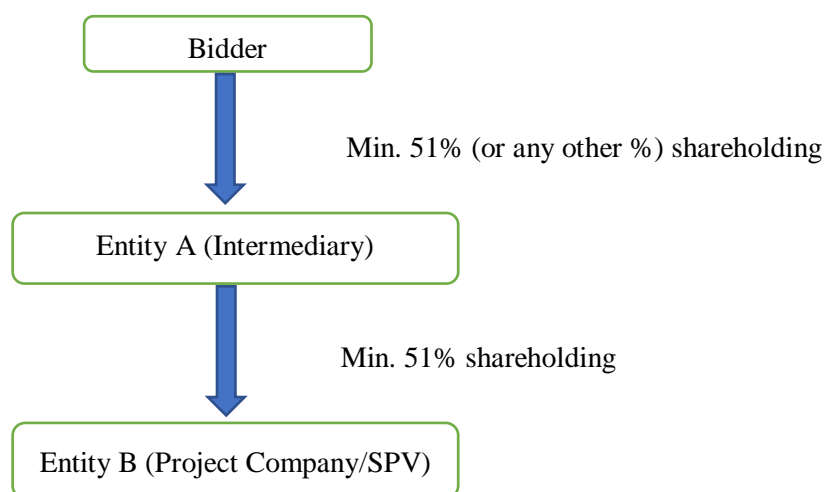 Bidder
Min. 51% (or any other %) shareholding
Entity A (Intermediary)
Min. 51% shareholding
Entity B (Project Company/SPV)